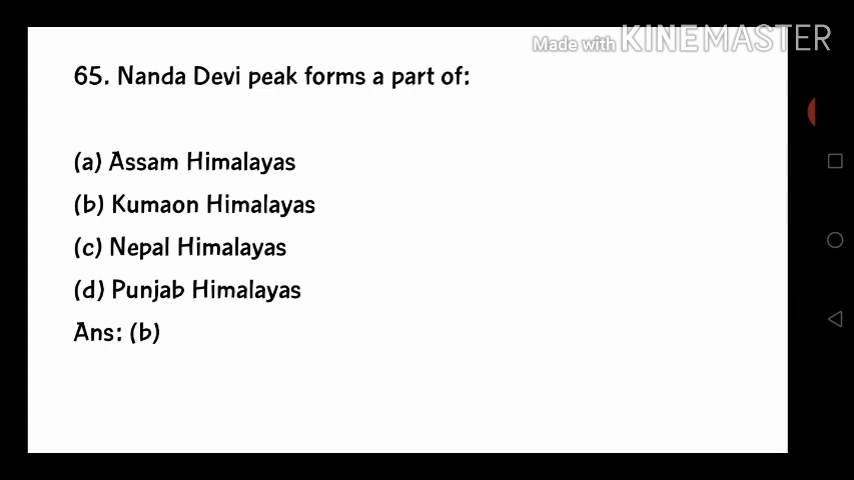 Made with KINEMASTER
65. Nanda Devi peak forms a part of:
(a) Assam Himalayas
(b) Kumaon Himalayas
(c) Nepal Himalayas
(d) Punjab Himalayas
Ans: (b)